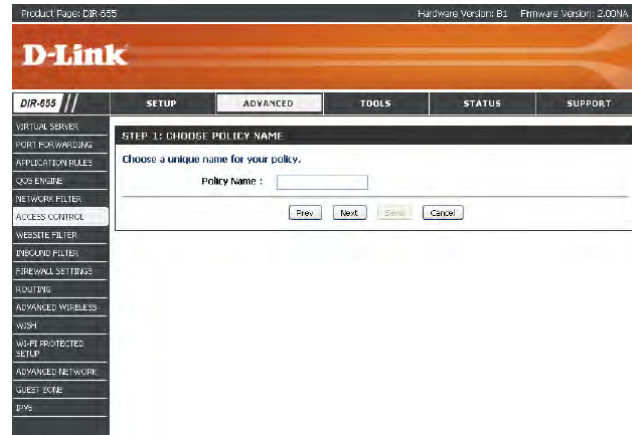 Product Page: DIR-655 Hardware Version: B1 Firmware Version: 2.00NA
D-Link
DIR-655 // SETUP ADVANCED TOOLS STATUS SUPPORT
VIRTUAL SERVER
PORT FORWARDING
APPLICATION RULES
QOS ENGINE
NETWORK FILTER
ACCESS CONTROL
WEBSITE FILTER
INBOUND FILTER
FIREWALL SETTINGS
ROUTING
ADVANCED WIRELESS
WISH
WI-FI PROTECTED
SETUP
ADVANCED NETWORK
GUEST ZONE
IPV6
STEP 1: CHOOSE POLICY NAME
Choose a unique name for your policy.
Policy Name :
Prev Next Save Cancel